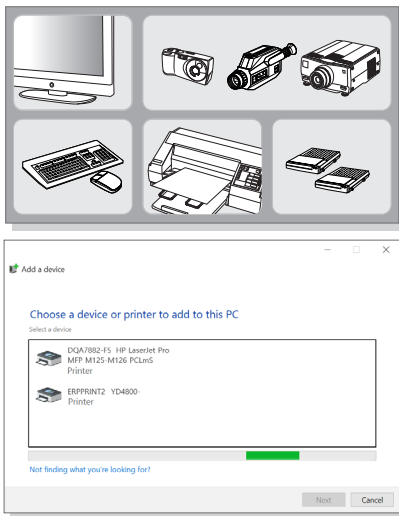 Add a device
Choose a device or printer to add to this PC
Select a device
DQA7882-F5 HP LaserJet Pro
MFP M125-M126 PCLmS
Printer
ERPPRINT2 YD4800-
Printer
Not finding what you're looking for?
Next
Cancel